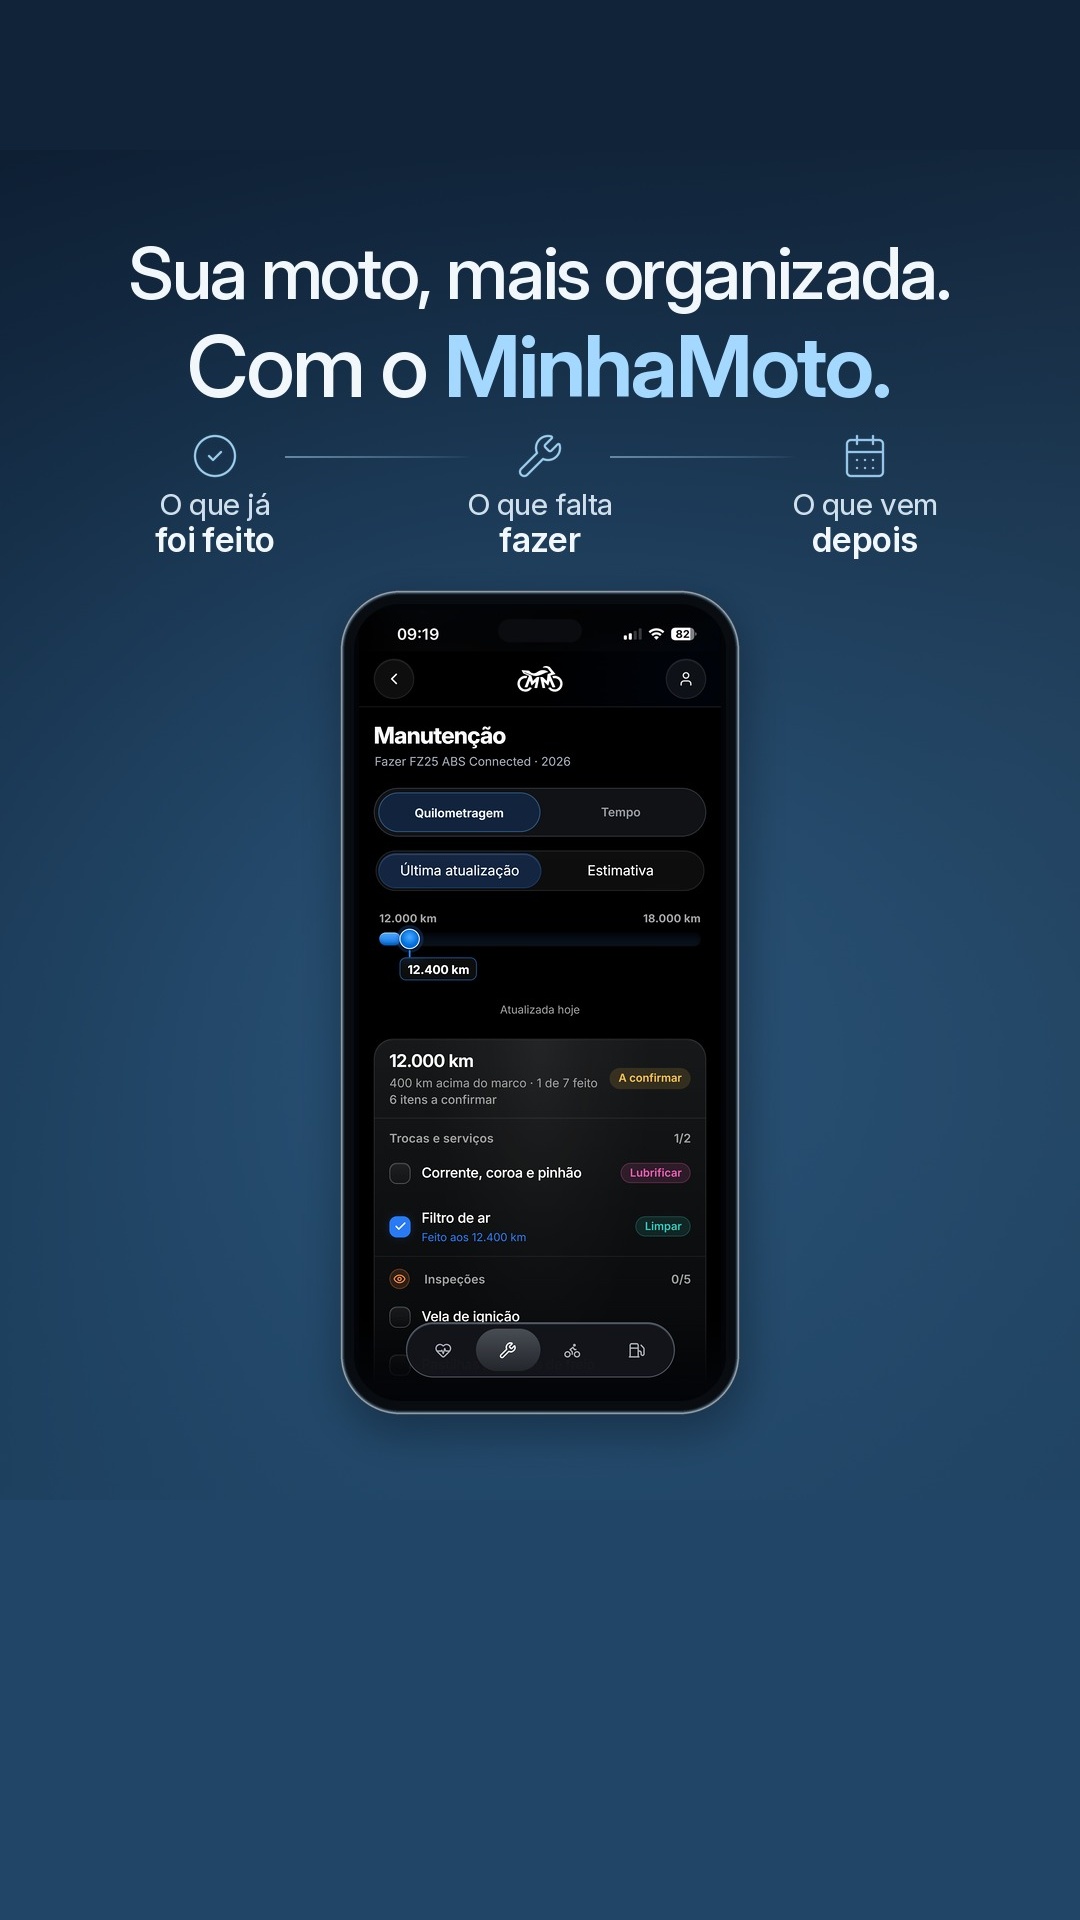 Sua moto, mais organizada.
Com o MinhaMoto.
O que já
foi feito
O que falta
fazer
O que vem
depois
09:19
82
MM
Manutenção
Fazer FZ25 ABS Connected · 2026
Quilometragem
Tempo
Última atualização
Estimativa
12.000 km
18.000 km
12.400 km
Atualizada hoje
12.000 km
400 km acima do marco · 1 de 7 feito
6 itens a confirmar
A confirmar
Trocas e serviços
1/2
Corrente, coroa e pinhão
Lubrificar
Filtro de ar
Feito aos 12.400 km
Limpar
Inspeções
0/5
Vela de ignição